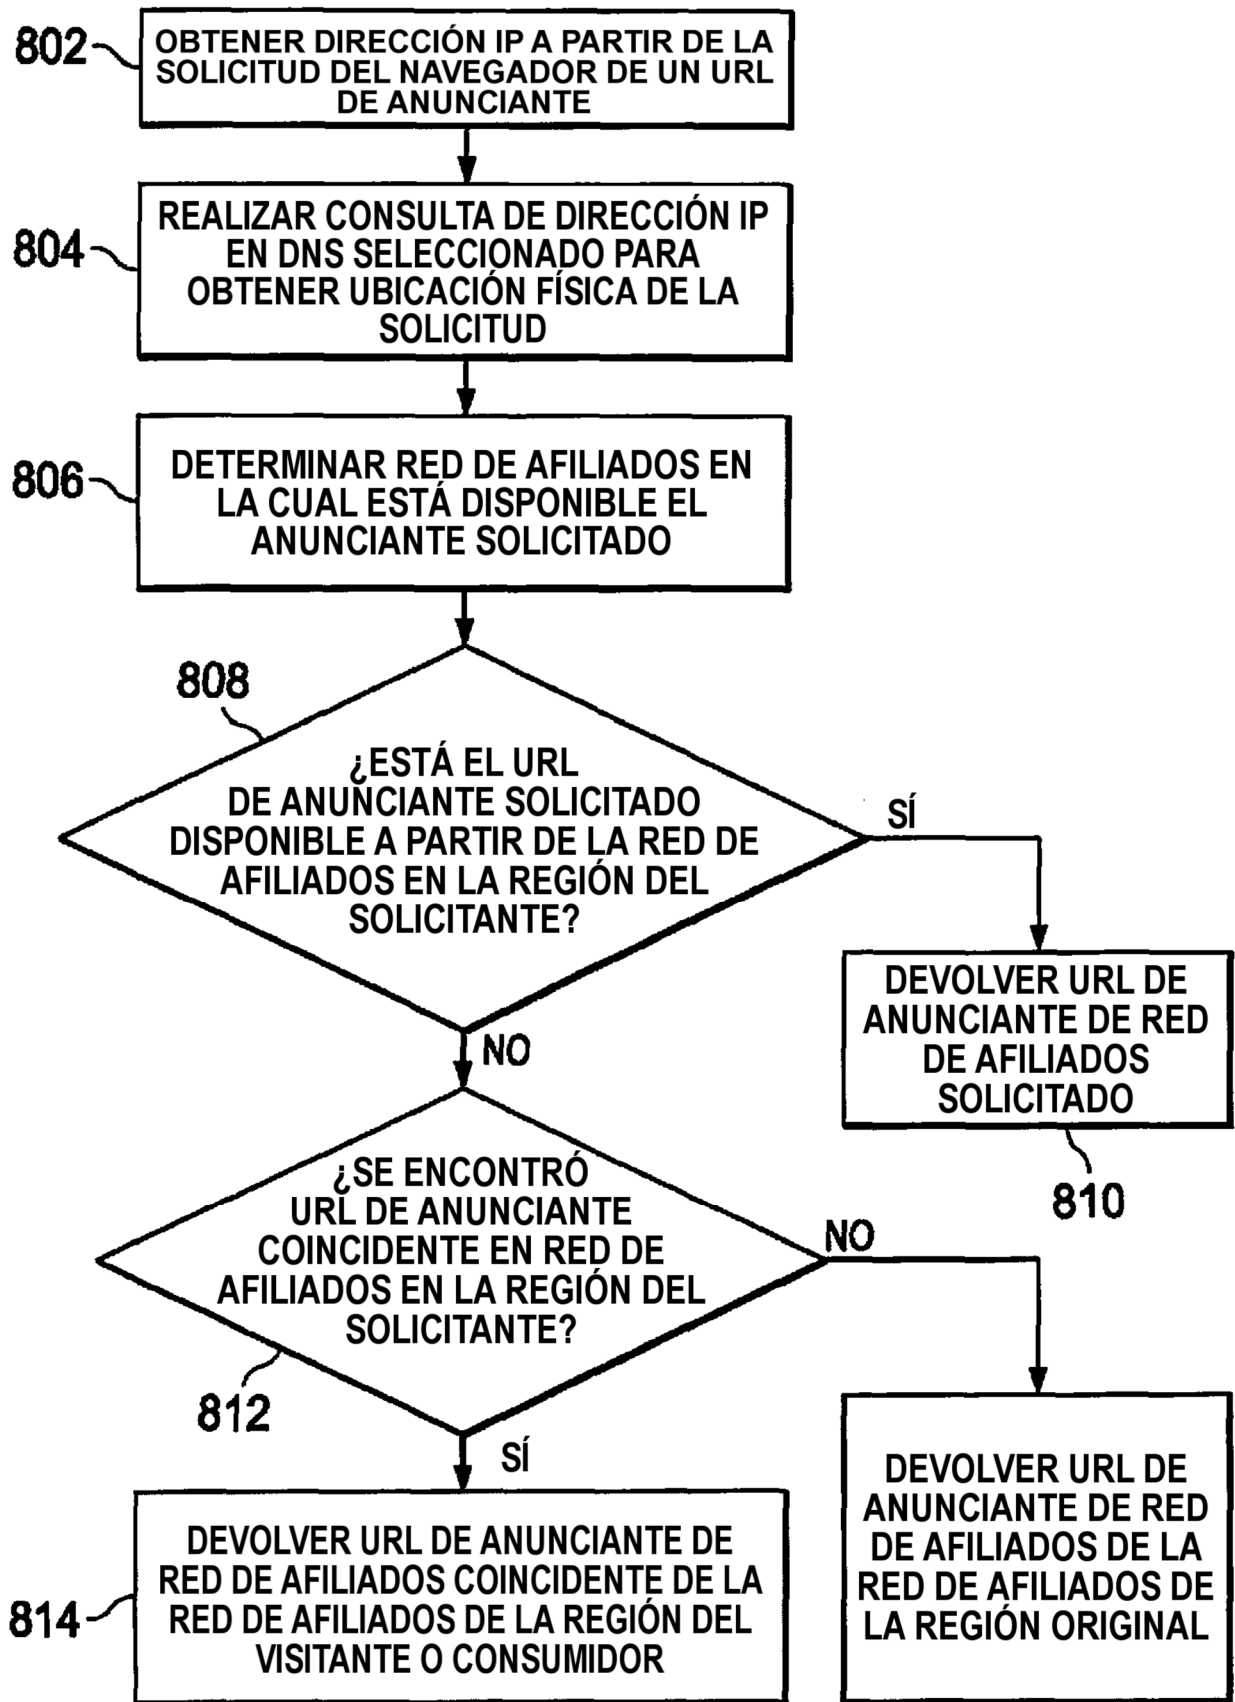 802
OBTENER DIRECCIÓN IP A PARTIR DE LA
SOLICITUD DEL NAVEGADOR DE UN URL
DE ANUNCIANTE
804
REALIZAR CONSULTA DE DIRECCIÓN IP
EN DNS SELECCIONADO PARA
OBTENER UBICACIÓN FÍSICA DE LA
SOLICITUD
806
DETERMINAR RED DE AFILIADOS EN
LA CUAL ESTÁ DISPONIBLE EL
ANUNCIANTE SOLICITADO
808
¿ESTÁ EL URL
DE ANUNCIANTE SOLICITADO
DISPONIBLE A PARTIR DE LA RED DE
AFILIADOS EN LA REGIÓN DEL
SOLICITANTE?
SÍ
DEVOLVER URL DE
ANUNCIANTE DE RED
DE AFILIADOS
SOLICITADO
810
NO
¿SE ENCONTRÓ
URL DE ANUNCIANTE
COINCIDENTE EN RED DE
AFILIADOS EN LA REGIÓN DEL
SOLICITANTE?
812
NO
DEVOLVER URL DE
ANUNCIANTE DE RED
DE AFILIADOS DE LA
RED DE AFILIADOS DE
LA REGIÓN ORIGINAL
SÍ
814
DEVOLVER URL DE ANUNCIANTE DE
RED DE AFILIADOS COINCIDENTE DE LA
RED DE AFILIADOS DE LA REGIÓN DEL
VISITANTE O CONSUMIDOR